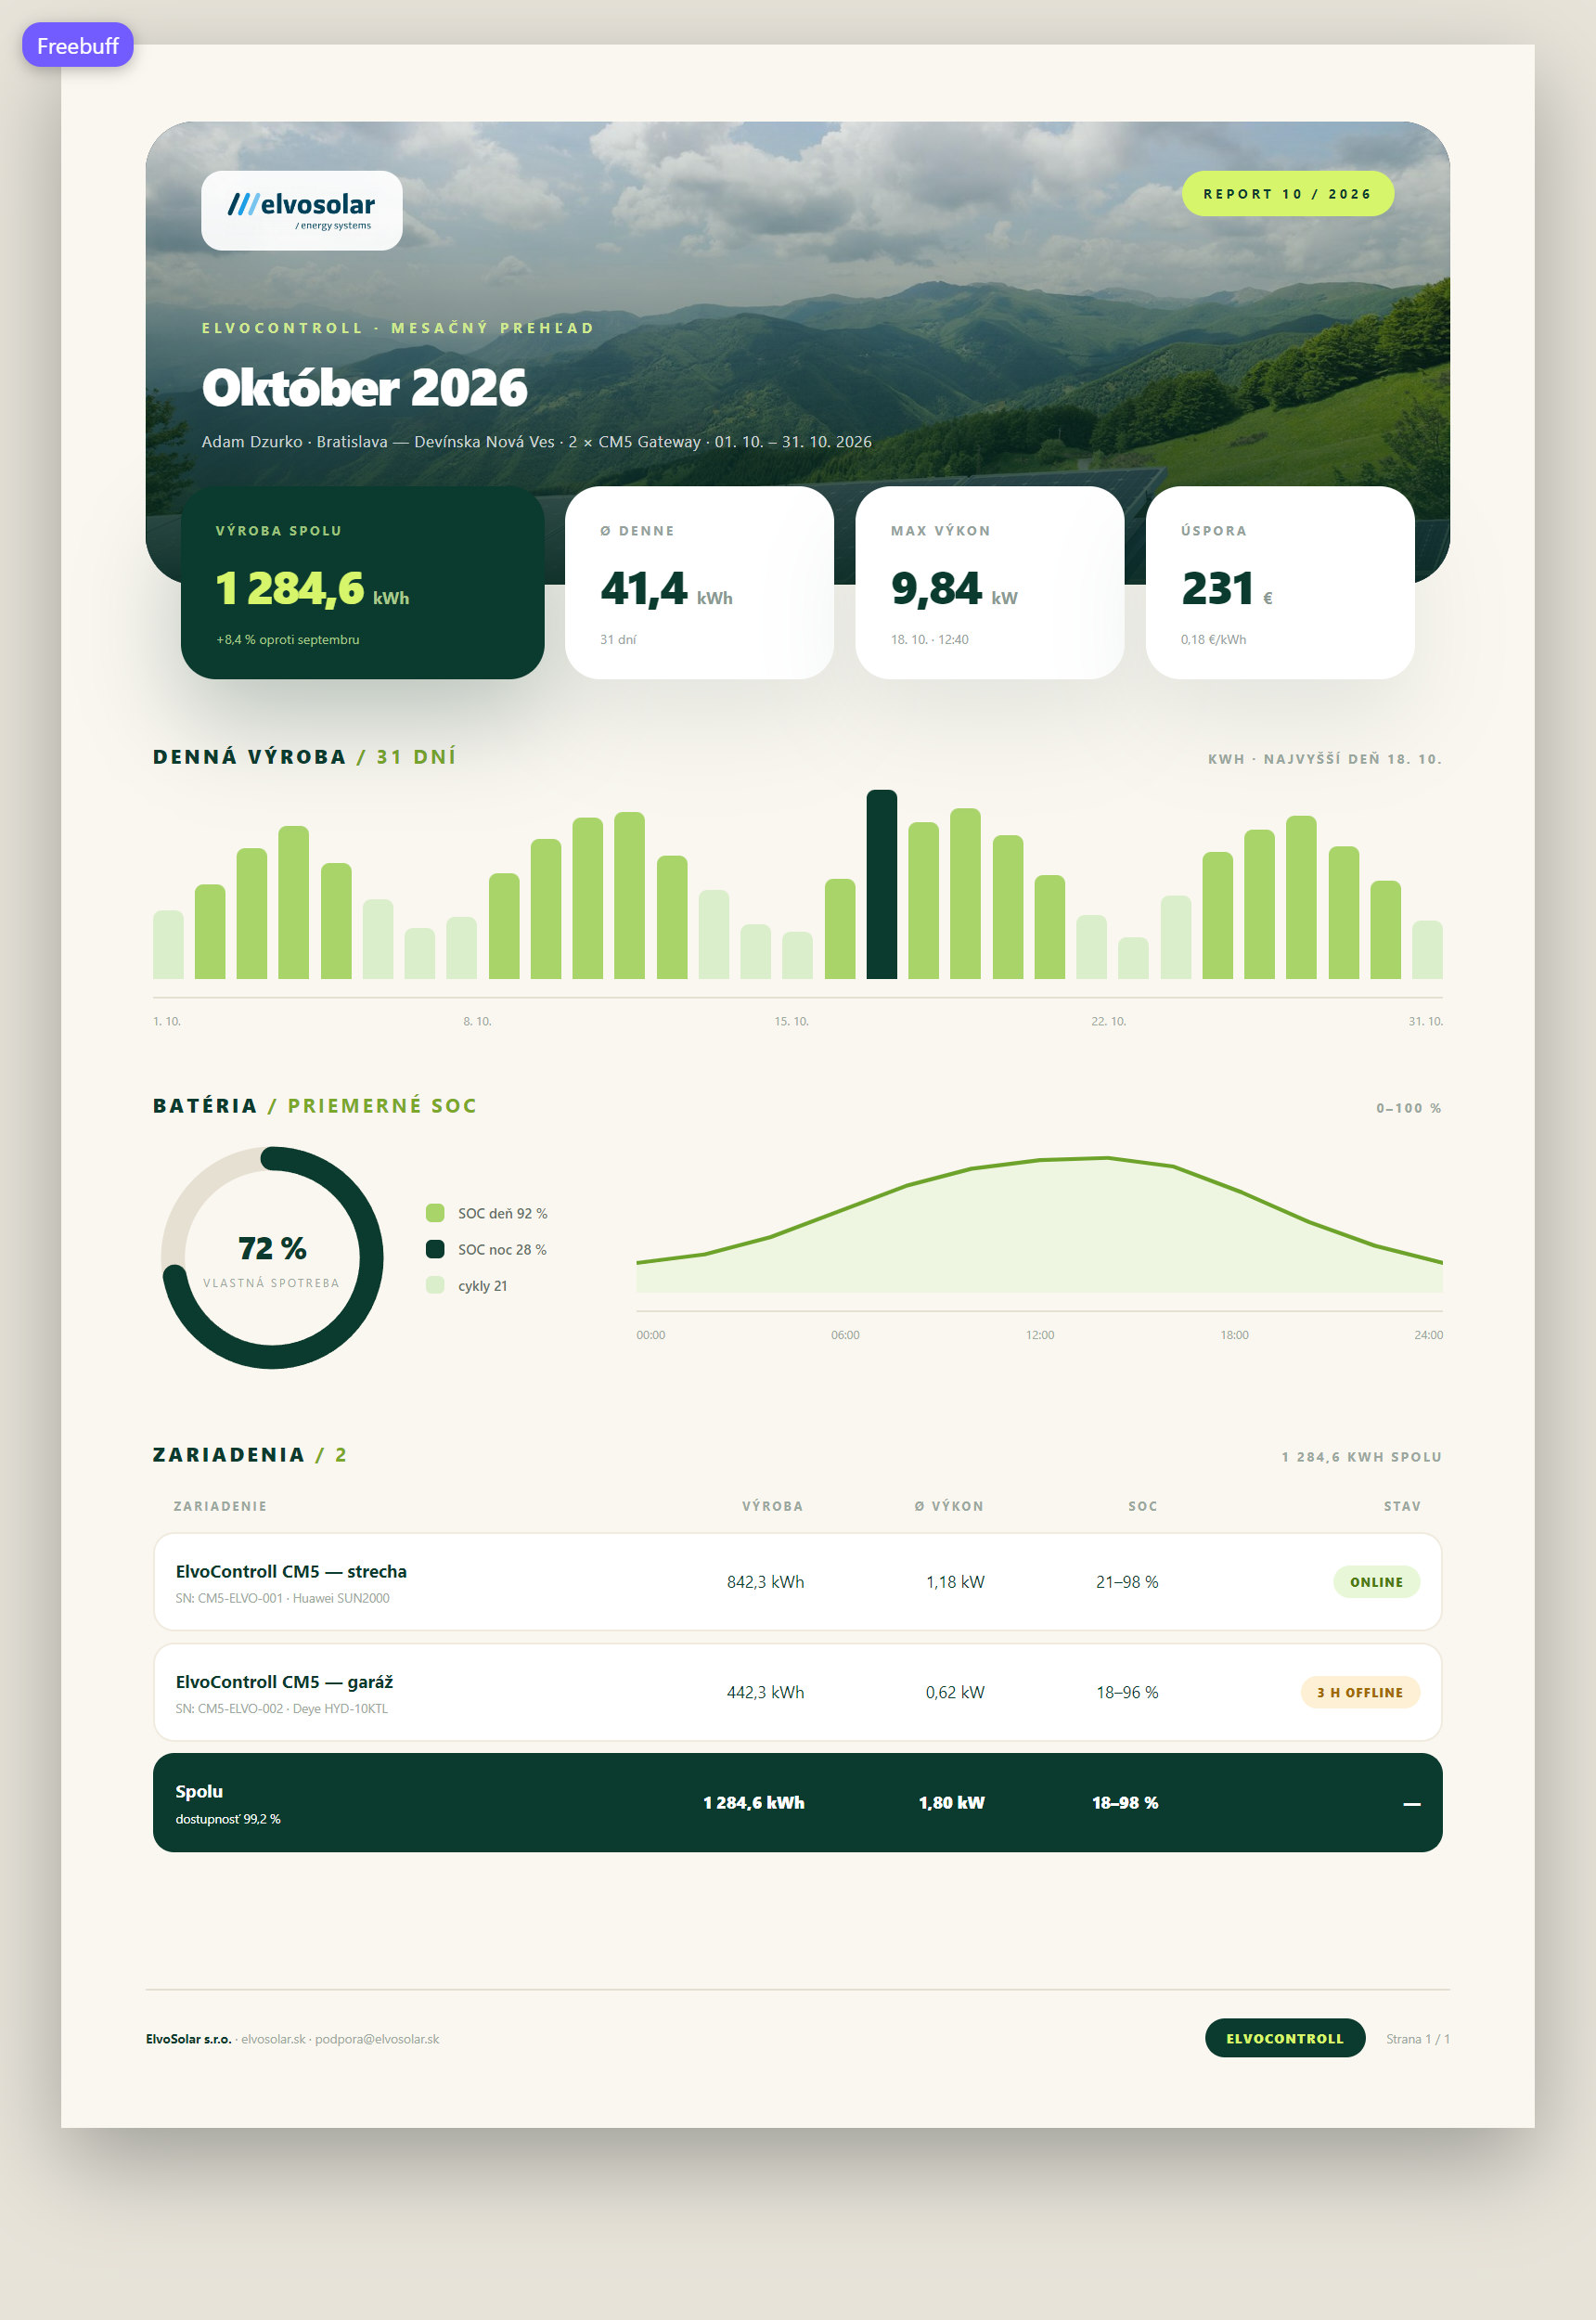 Freebuff
elvosolar
/ energy systems
REPORT 10 / 2026
ELVOCONTROLL · MESAČNÝ PREHĽAD
Október 2026
Adam Dzurko · Bratislava — Devínska Nová Ves · 2 × CM5 Gateway · 01. 10. – 31. 10. 2026
VÝROBA SPOLU
1 284,6 kWh
+8,4 % oproti septembru
Ø DENNE
41,4 kWh
31 dní
MAX VÝKON
9,84 kW
18. 10. · 12:40
ÚSPORA
231 €
0,18 €/kWh
DENNÁ VÝROBA / 31 DNÍ
KWH · NAJVYŠŠÍ DEŇ 18. 10.
1. 10. 8. 10. 15. 10. 22. 10. 31. 10.
BATÉRIA / PRIEMERNÉ SOC
0–100 %
72 %
VLASTNÁ SPOTREBA
SOC deň 92 %
SOC noc 28 %
cykly 21
00:00 06:00 12:00 18:00 24:00
ZARIADENIA / 2
1 284,6 KWH SPOLU
ZARIADENIE VÝROBA Ø VÝKON SOC STAV
ElvoControll CM5 — strecha
SN: CM5-ELVO-001 · Huawei SUN2000
842,3 kWh 1,18 kW 21–98 % ONLINE
ElvoControll CM5 — garáž
SN: CM5-ELVO-002 · Deye HYD-10KTL
442,3 kWh 0,62 kW 18–96 % 3 H OFFLINE
Spolu
dostupnosť 99,2 %
1 284,6 kWh 1,80 kW 18–98 % —
ElvoSolar s.r.o. · elvosolar.sk · podpora@elvosolar.sk
ELVOCONTROLL
Strana 1 / 1